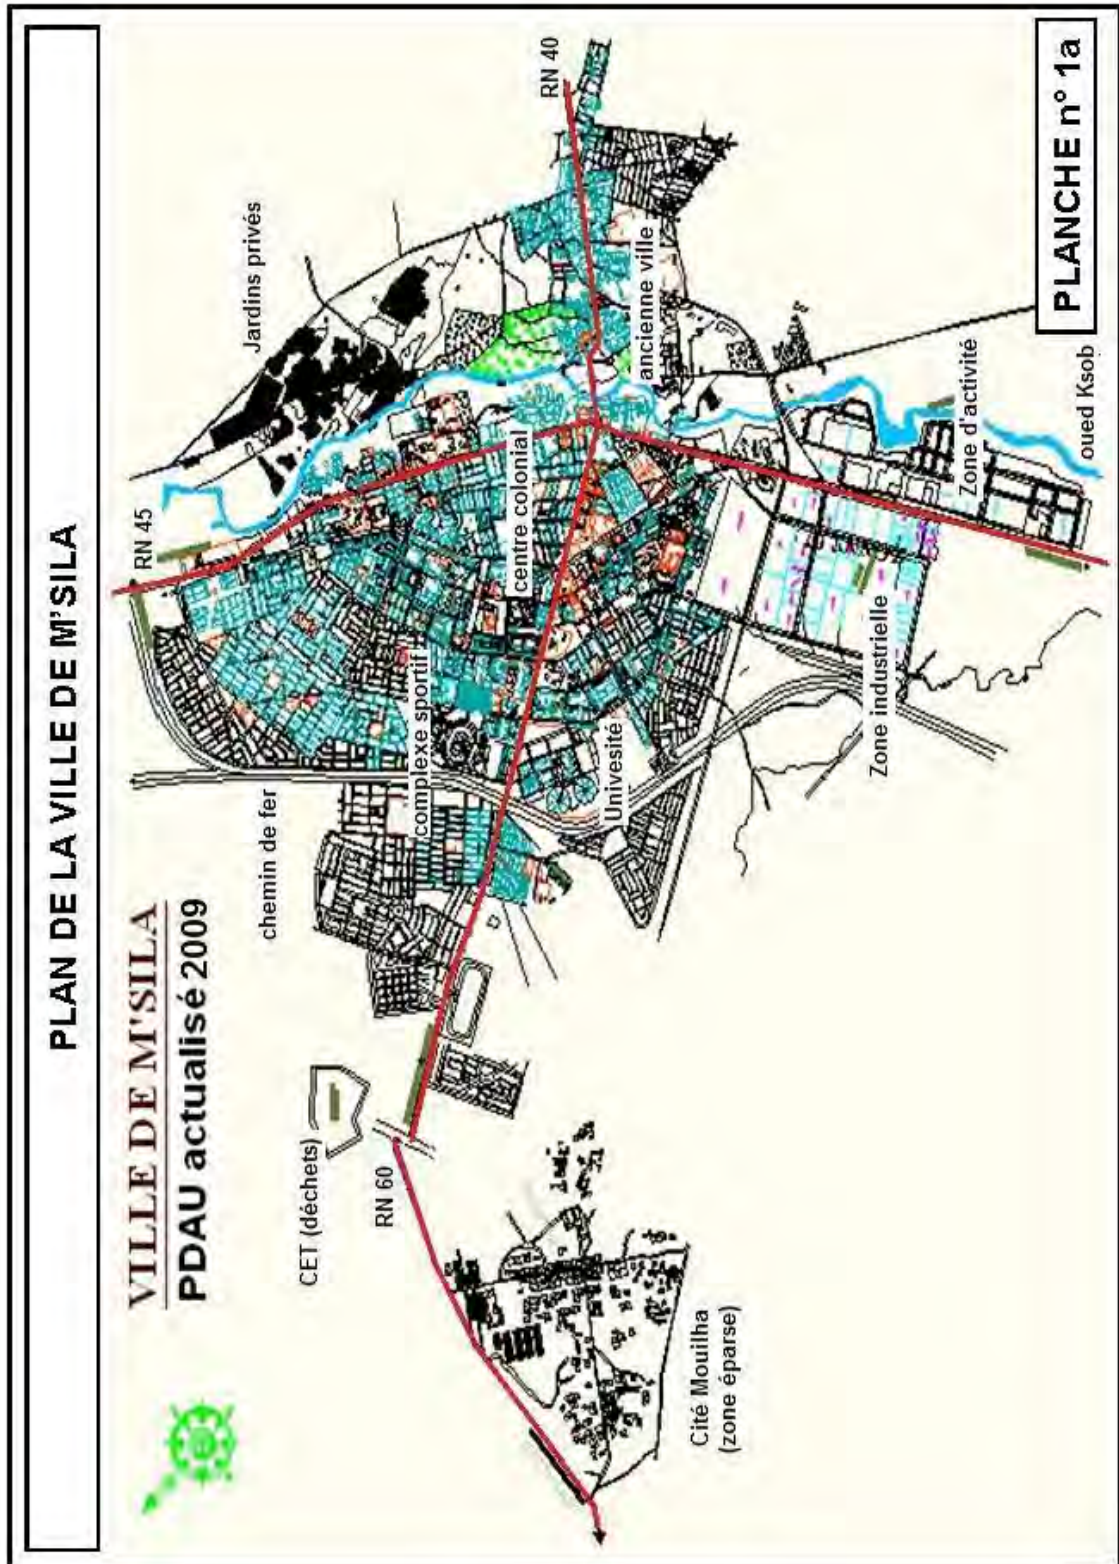 PLAN DE LA VILLE DE M'SILA
VILLE DE M'SILA
PDAU actualisé 2009
CET (déchets)
RN 60
Cité Mouilha
(zone éparse)
chemin de fer
RN 45
complexe sportif
Univesité
centre colonial
Jardins privés
RN 40
ancienne ville
Zone industrielle
Zone d'activité
oued Ksob
PLANCHE n° 1a